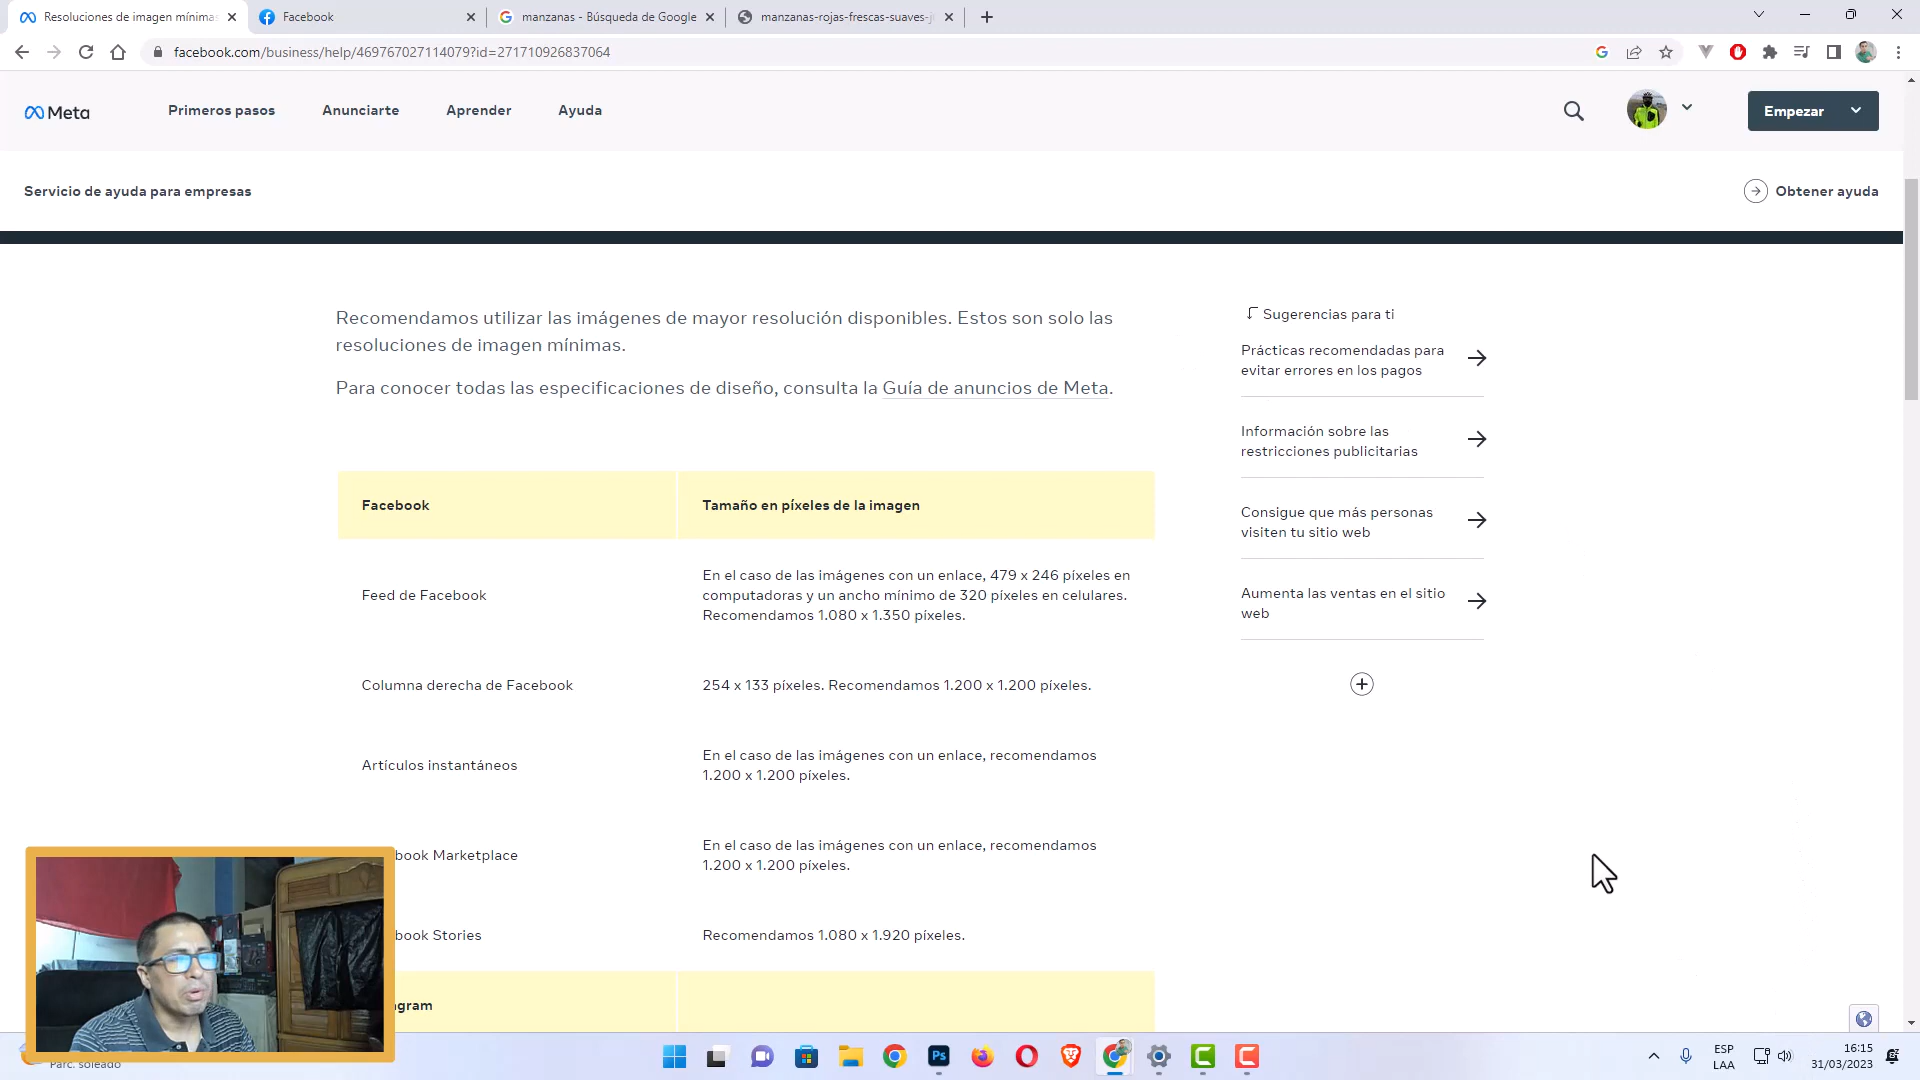 Resoluciones de imagen mínimas
Facebook
manzanas - Búsqueda de Google
manzanas-rojas-frescas-suaves-j
facebook.com/business/help/469767027114079?id=271710926837064
Meta
Primeros pasos
Anunciarte
Aprender
Ayuda
Empezar
Servicio de ayuda para empresas
Obtener ayuda
Recomendamos utilizar las imágenes de mayor resolución disponibles. Estos son solo las
resoluciones de imagen mínimas.
Para conocer todas las especificaciones de diseño, consulta la Guía de anuncios de Meta.
Sugerencias para ti
Prácticas recomendadas para
evitar errores en los pagos
Información sobre las
restricciones publicitarias
Consigue que más personas
visiten tu sitio web
Aumenta las ventas en el sitio
web
Facebook
Tamaño en píxeles de la imagen
Feed de Facebook
En el caso de las imágenes con un enlace, 479 x 246 píxeles en
computadoras y un ancho mínimo de 320 píxeles en celulares.
Recomendamos 1.080 x 1.350 píxeles.
Columna derecha de Facebook
254 x 133 píxeles. Recomendamos 1.200 x 1.200 píxeles.
Artículos instantáneos
En el caso de las imágenes con un enlace, recomendamos
1.200 x 1.200 píxeles.
book Marketplace
En el caso de las imágenes con un enlace, recomendamos
1.200 x 1.200 píxeles.
book Stories
Recomendamos 1.080 x 1.920 píxeles.
gram
Parc. soleado
Ps
ESP
LAA
16:15
31/03/2023